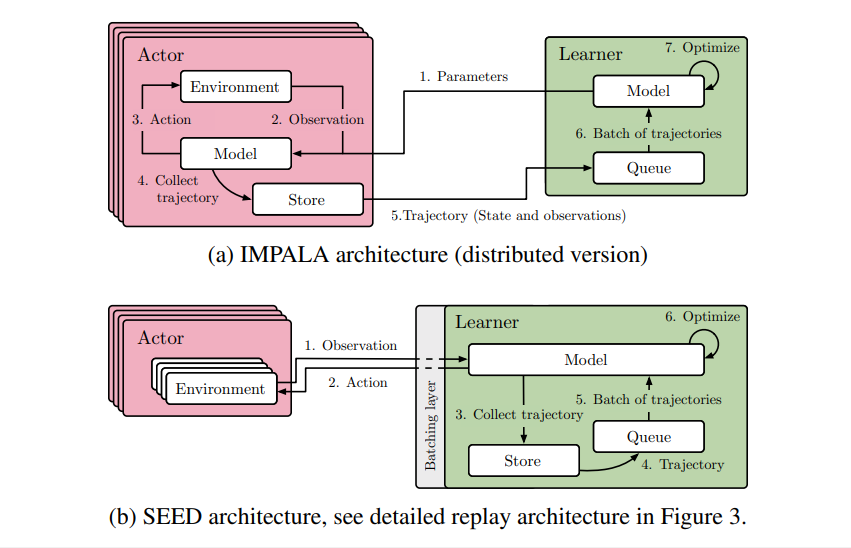 Actor
Environment
3. Action
2. Observation
Model
4. Collect
trajectory
Store
1. Parameters
5.Trajectory (State and observations)
Learner
7. Optimize
Model
6. Batch of trajectories
Queue
(a) IMPALA architecture (distributed version)
Actor
Environment
1. Observation
2. Action
Batching layer
Learner
6. Optimize
Model
3. Collect trajectory
5. Batch of trajectories
Queue
Store
4. Trajectory
(b) SEED architecture, see detailed replay architecture in Figure 3.